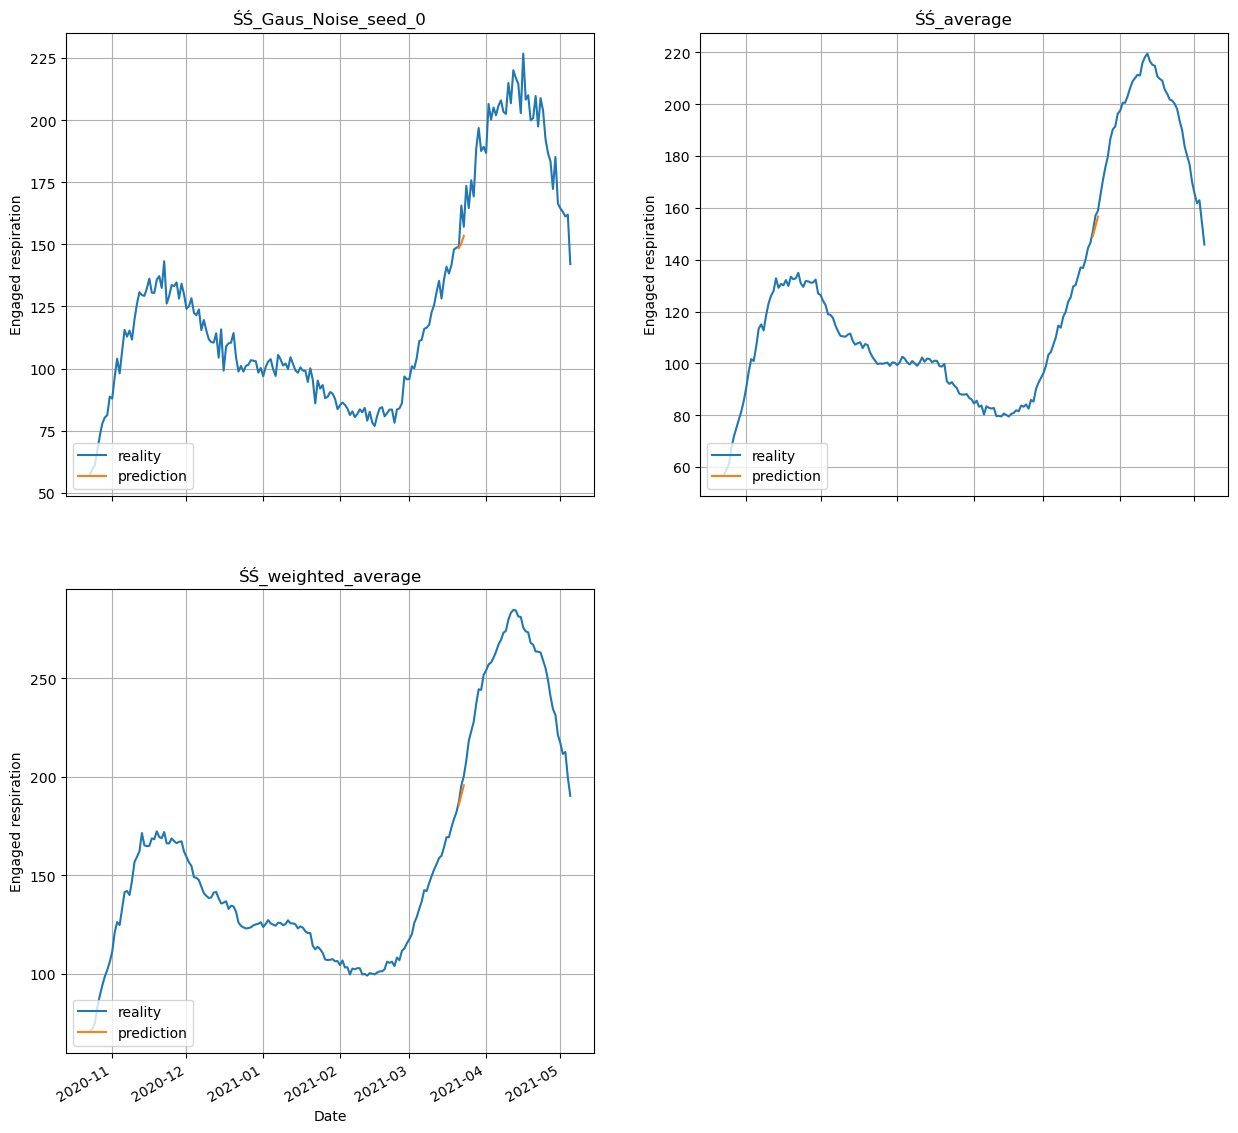 ŚŚ_Gaus_Noise_seed_0
Engaged respiration
225
200
175
150
125
100
75
50
reality
prediction
ŚŚ_average
Engaged respiration
220
200
180
160
140
120
100
80
60
reality
prediction
ŚŚ_weighted_average
Engaged respiration
250
200
150
100
reality
prediction
2020-11
2020-12
2021-01
2021-02
2021-03
2021-04
2021-05
Date